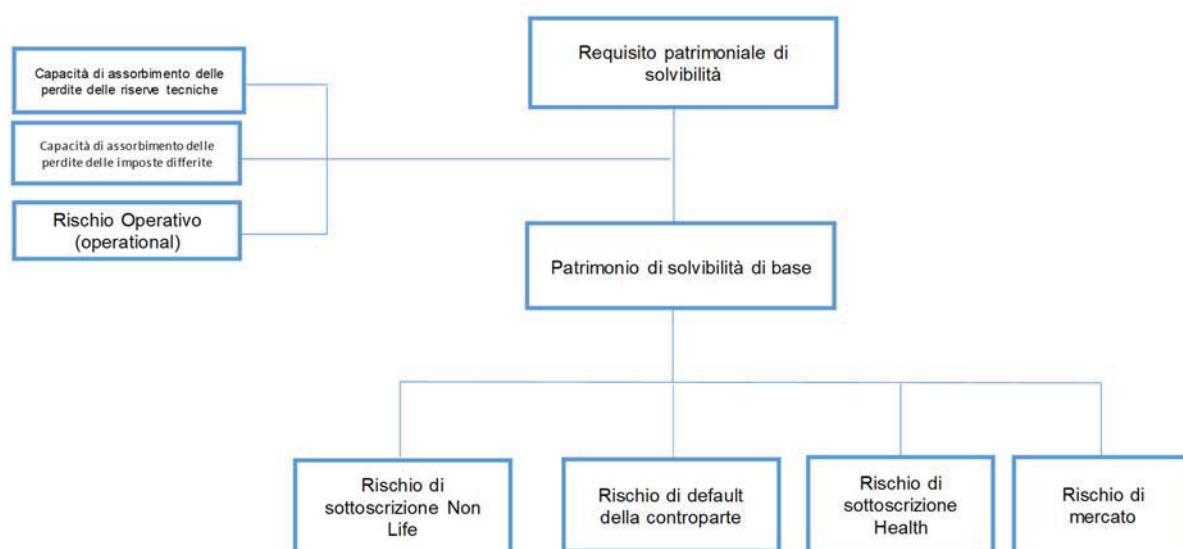 Requisito patrimoniale di
solvibilità
Capacità di assorbimento delle
perdite delle riserve tecniche
Capacità di assorbimento delle
perdite delle imposte differite
Rischio Operativo
(operational)
Patrimonio di solvibilità di base
Rischio di
sottoscrizione Non
Life
Rischio di default
della controparte
Rischio di
sottoscrizione
Health
Rischio di
mercato